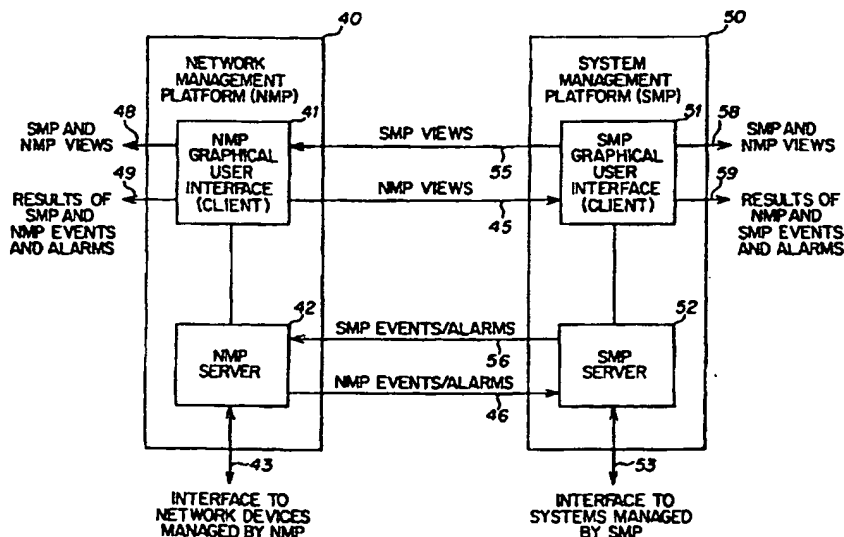 40
50
NETWORK
MANAGEMENT
PLATFORM (NMP)
SYSTEM
MANAGEMENT
PLATFORM (SMP)
48
41
51
58
SMP AND
NMP VIEWS
NMP
GRAPHICAL
USER
INTERFACE
(CLIENT)
SMP VIEWS
55
SMP
GRAPHICAL
USER
INTERFACE
(CLIENT)
SMP AND
NMP VIEWS
49
59
RESULTS OF
SMP AND
NMP EVENTS
AND ALARMS
NMP VIEWS
45
RESULTS OF
NMP AND
SMP EVENTS
AND ALARMS
42
52
NMP
SERVER
SMP EVENTS/ALARMS
56
NMP EVENTS/ALARMS
46
SMP
SERVER
43
53
INTERFACE TO
NETWORK DEVICES
MANAGED BY NMP
INTERFACE TO
SYSTEMS MANAGED
BY SMP